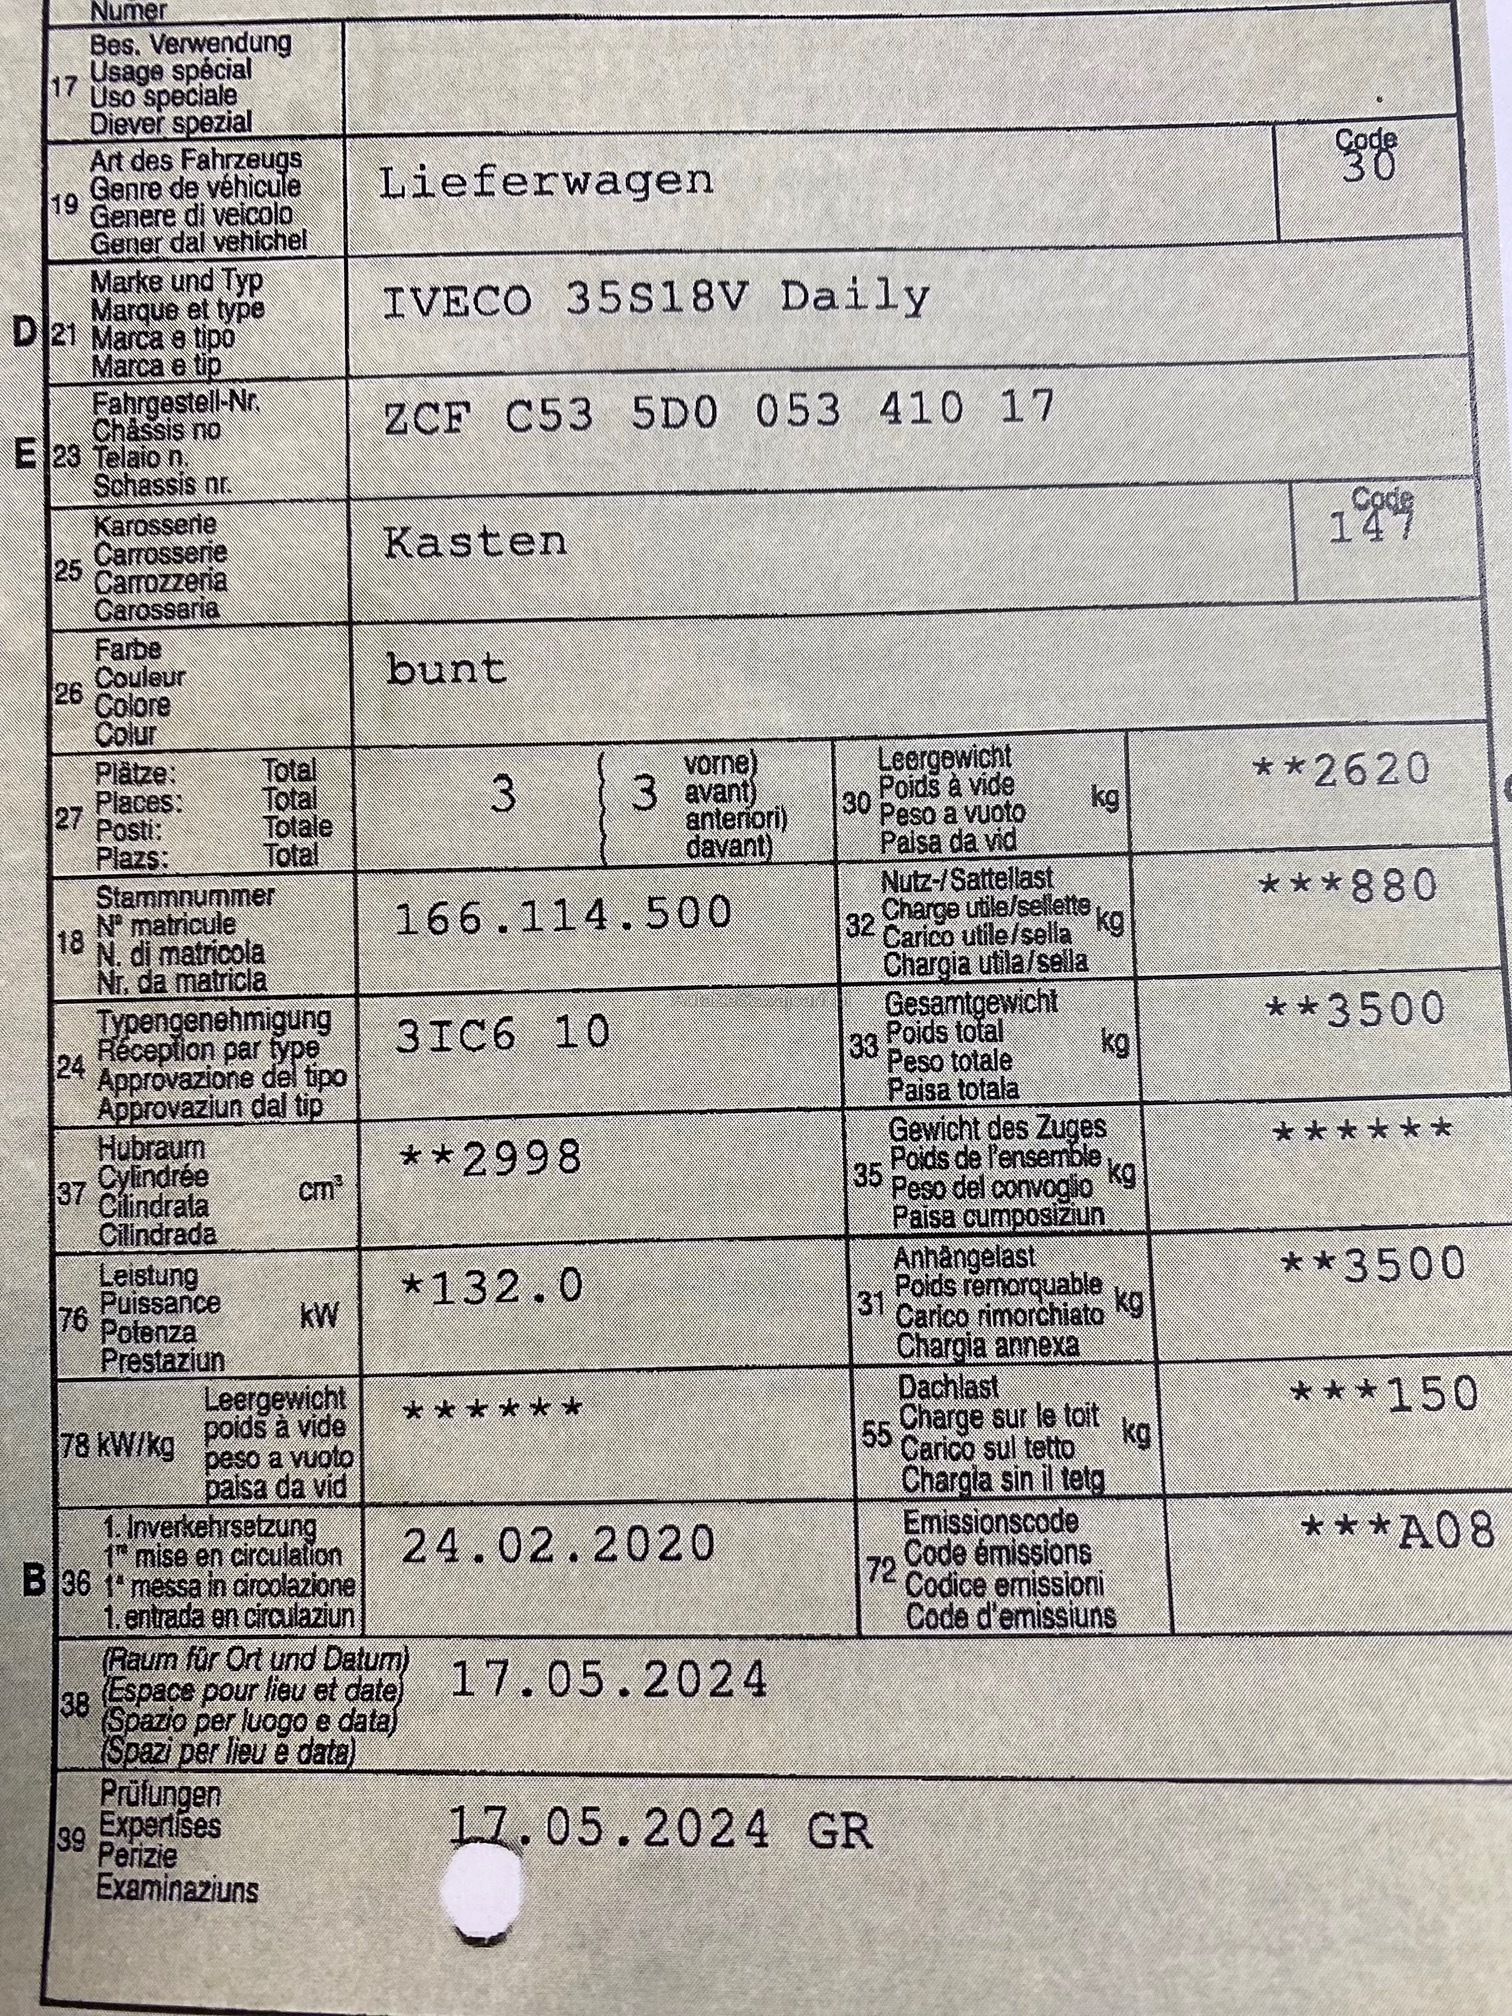 Numer
17 Bes. Verwendung
Usage spécial
Uso speciale
Diever spezial
19 Art des Fahrzeugs
Genre de véhicule
Genere di veicolo
Gener dal vehichel
Lieferwagen
Code
30
D 21 Marke und Typ
Marque et type
Marca e tipo
Marca e tip
IVECO 35S18V Daily
E 23 Fahrgestell-Nr.
Châssis no
Telaio n.
Schassis nr.
ZCF C53 5D0 053 410 17
25 Karosserie
Carrosserie
Carrozzeria
Carossaria
Kasten
Code
147
26 Farbe
Couleur
Colore
Colur
bunt
27 Plätze: Total
Places: Total
Posti: Totale
Plazs: Total
3 { 3 vorne)
avant)
anteriori)
davant)
30 Leergewicht
Poids à vide
Peso a vuoto
Paisa da vid
kg
**2620
18 Stammnummer
Nº matricule
N. di matricola
Nr. da matricla
166.114.500
32 Nutz-/Sattellast
Charge utile/sellette
Carico utile/sella
Chargia utila/sella
kg
***880
24 Typengenehmigung
Réception par type
Approvazione del tipo
Approvaziun dal tip
3IC6 10
33 Gesamtgewicht
Poids total
Peso totale
Paisa totala
kg
**3500
37 Hubraum
Cylindrée
Cilindrata
Cilindrada
cm³
**2998
35 Gewicht des Zuges
Poids de l'ensemble
Peso del convoglio
Paisa cumposiziun
kg
******
76 Leistung
Puissance
Potenza
Prestaziun
kW
*132.0
31 Anhängelast
Poids remorquable
Carico rimorchiato
Chargia annexa
kg
**3500
78 kW/kg Leergewicht
poids à vide
peso a vuoto
paisa da vid
******
55 Dachlast
Charge sur le toit
Carico sul tetto
Chargia sin il tetg
kg
***150
B 36 1. Inverkehrsetzung
1re mise en circulation
1ª messa in circolazione
1. entrada en circulaziun
24.02.2020
72 Emissionscode
Code émissions
Codice emissioni
Code d'emissiuns
***A08
38 (Raum für Ort und Datum)
(Espace pour lieu et date)
(Spazio per luogo e data)
(Spazi per lieu e data)
17.05.2024
39 Prüfungen
Expertises
Perizie
Examinaziuns
17.05.2024 GR